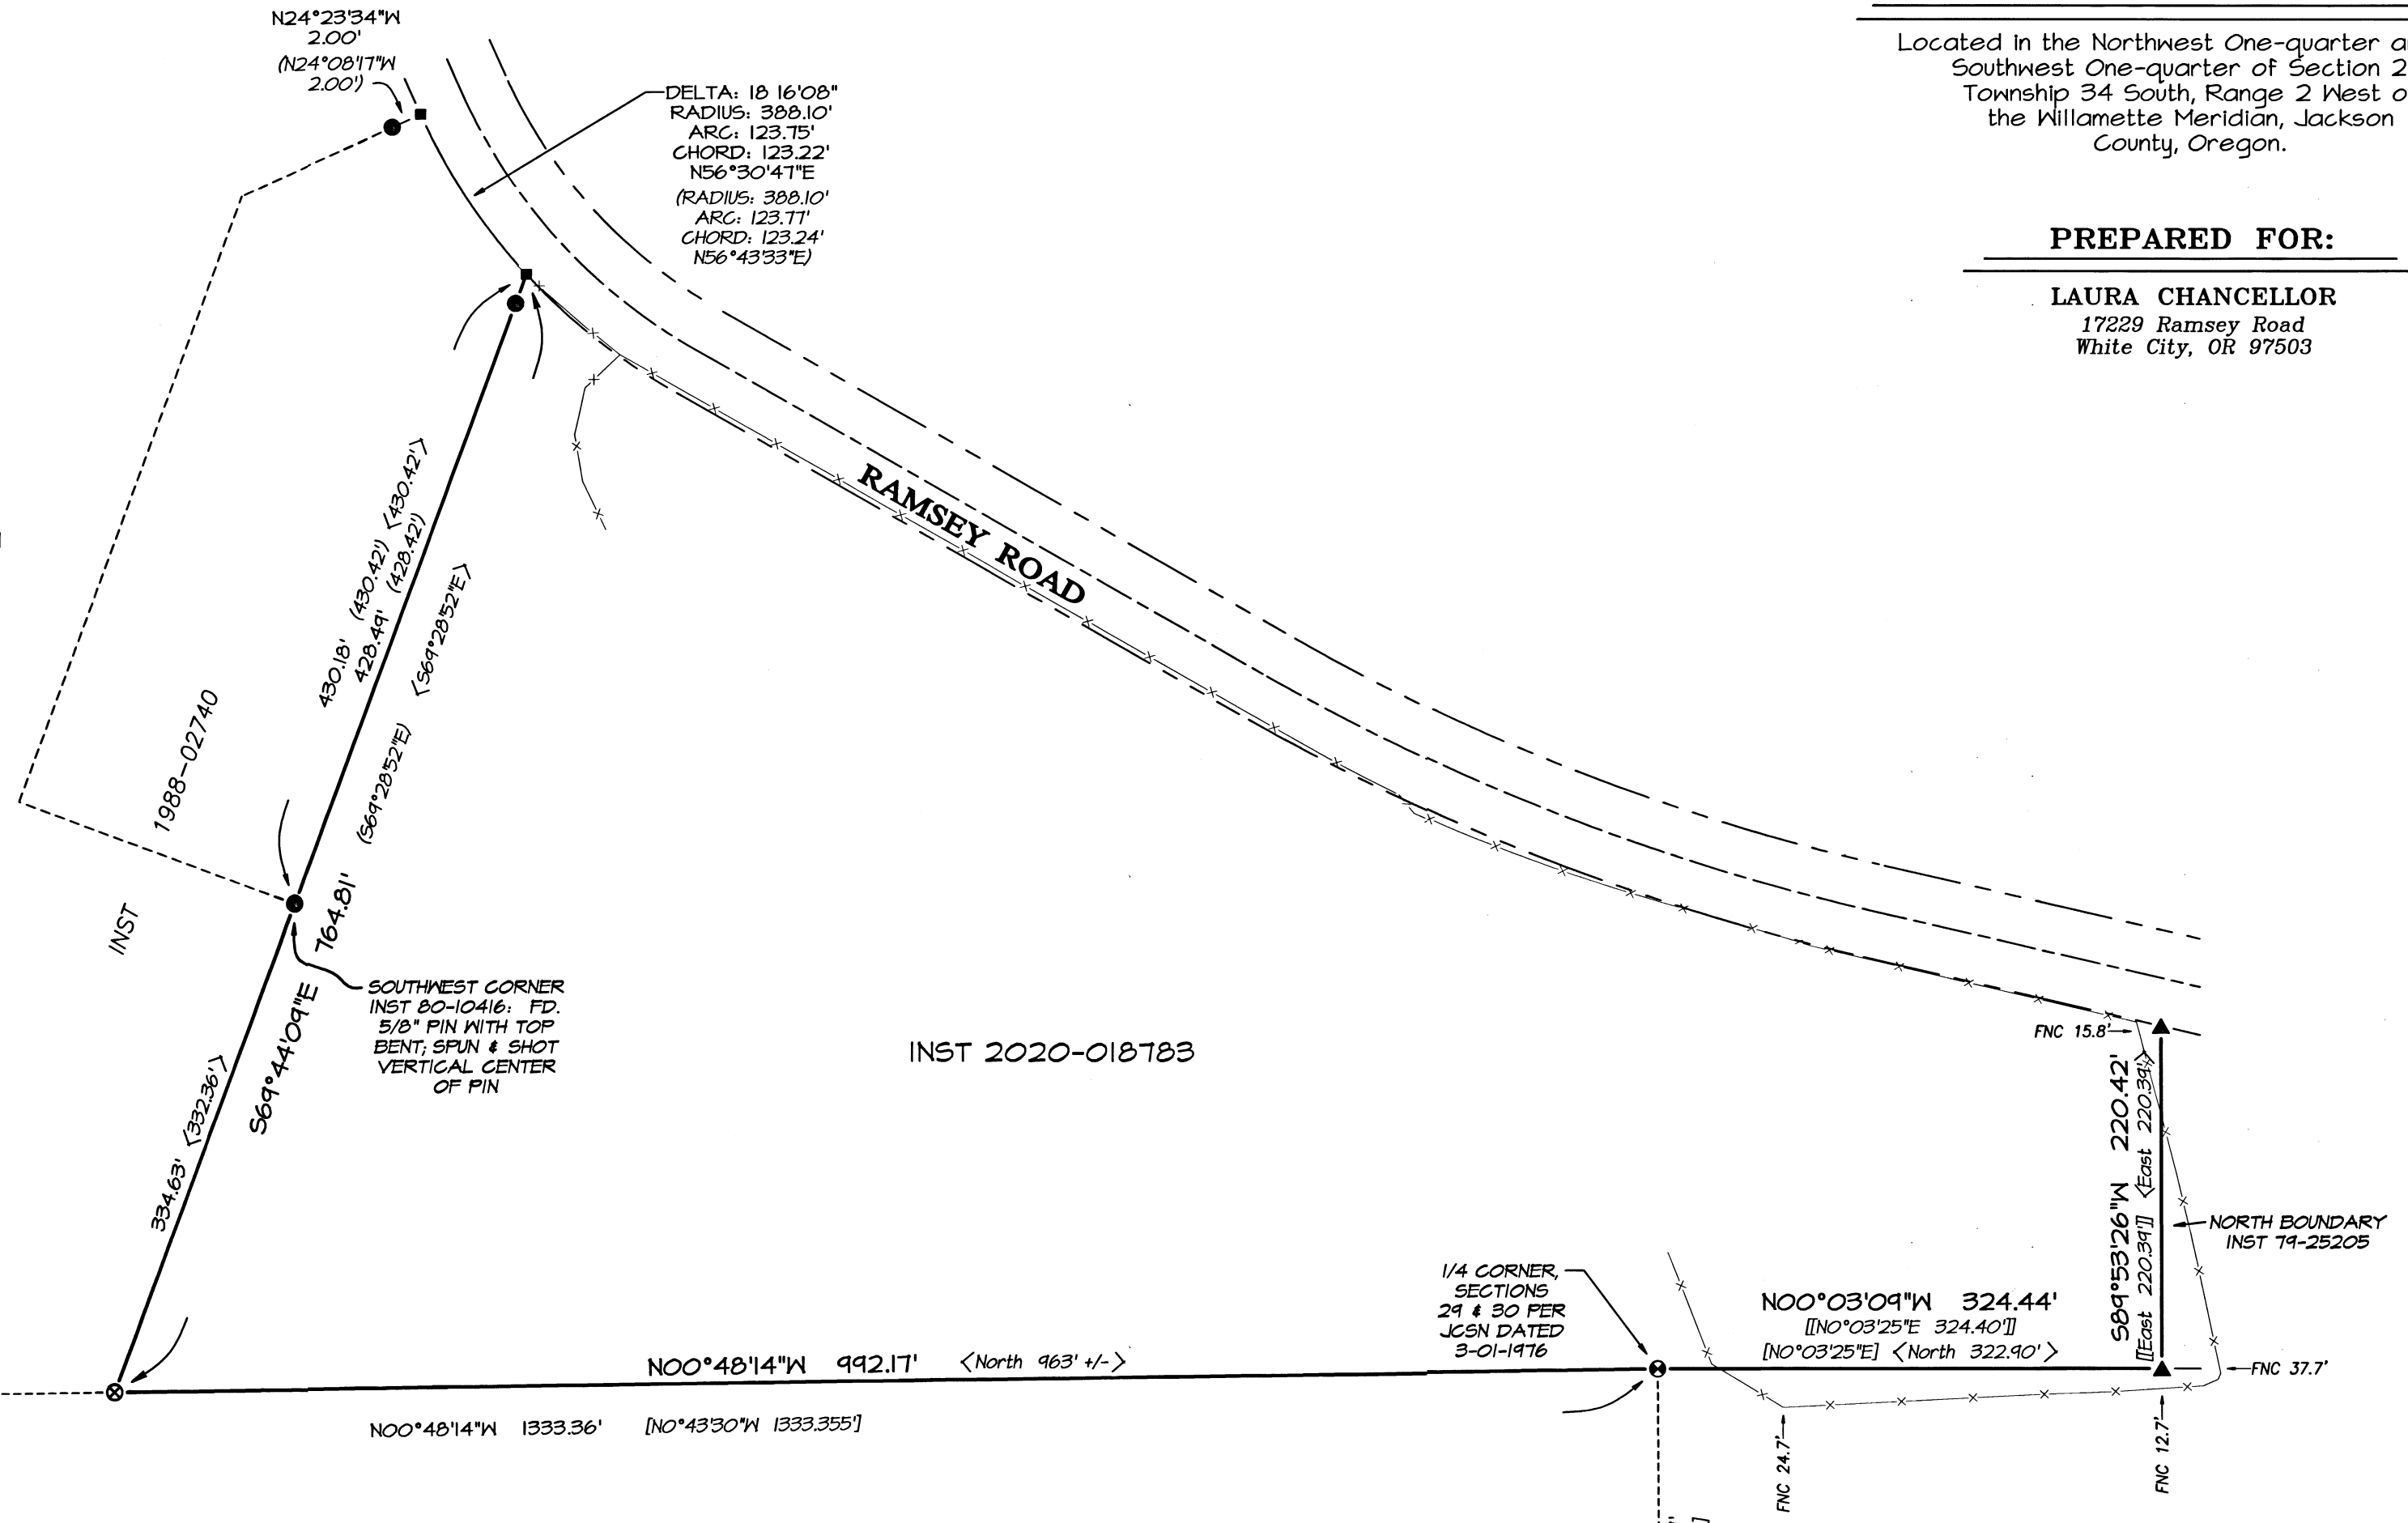 N24°23'34"W
2.00'
(N24°08'17"W
2.00')
DELTA: 18 16'08"
RADIUS: 388.10'
ARC: 123.75'
CHORD: 123.22'
N56°30'47"E
(RADIUS: 388.10'
ARC: 123.77'
CHORD: 123.24'
N56°43'33"E)
Located in the Northwest One-quarter
Southwest One-quarter of Section
Township 34 South, Range 2 West
the Willamette Meridian, Jackson
County, Oregon.
PREPARED FOR:
LAURA CHANCELLOR
17229 Ramsey Road
White City, OR 97503
RAMSEY ROAD
430.18' (430.42') <430.42'>
428.49' (428.42')
(S69°28'52"E) <S69°28'52"E>
INST 1988-02740
S69°44'09"E 764.81'
334.63' <332.36'>
SOUTHWEST CORNER
INST 80-10416: FD.
5/8" PIN WITH TOP
BENT; SPUN & SHOT
VERTICAL CENTER
OF PIN
INST 2020-018783
FNC 15.8'
S89°53'26"W 220.42'
[[East 220.39']] <East 220.39'>
NORTH BOUNDARY
INST 79-25205
1/4 CORNER,
SECTIONS
29 & 30 PER
JCSN DATED
3-01-1976
N00°03'09"W 324.44'
[[N0°03'25"E 324.40']]
[N0°03'25"E] <North 322.90'>
N00°48'14"W 992.17' <North 963' +/->
FNC 37.7'
N00°48'14"W 1333.36' [N0°43'30"W 1333.355']
FNC 24.7'
FNC 12.7'